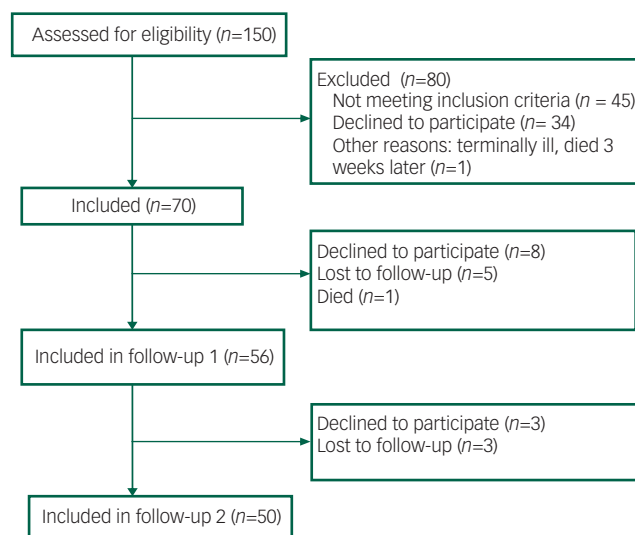 Assessed for eligibility (n=150)
Excluded (n=80)
Not meeting inclusion criteria (n = 45)
Declined to participate (n= 34)
Other reasons: terminally ill, died 3
weeks later (n=1)
Included (n=70)
Declined to participate (n=8)
Lost to follow-up (n=5)
Died (n=1)
Included in follow-up 1 (n=56)
Declined to participate (n=3)
Lost to follow-up (n=3)
Included in follow-up 2 (n=50)